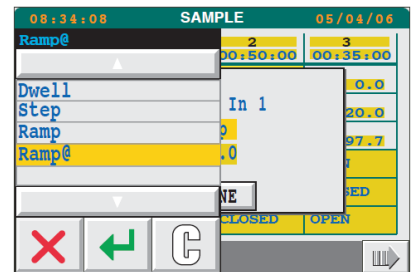 08:34:08 SAMPLE 05/04/06
Ramp@
2 3
00:50:00 00:35:00
0.0
Dwell
Step In 1 20.0
Ramp 97.7
Ramp@ .0
CLOSED OPEN
C